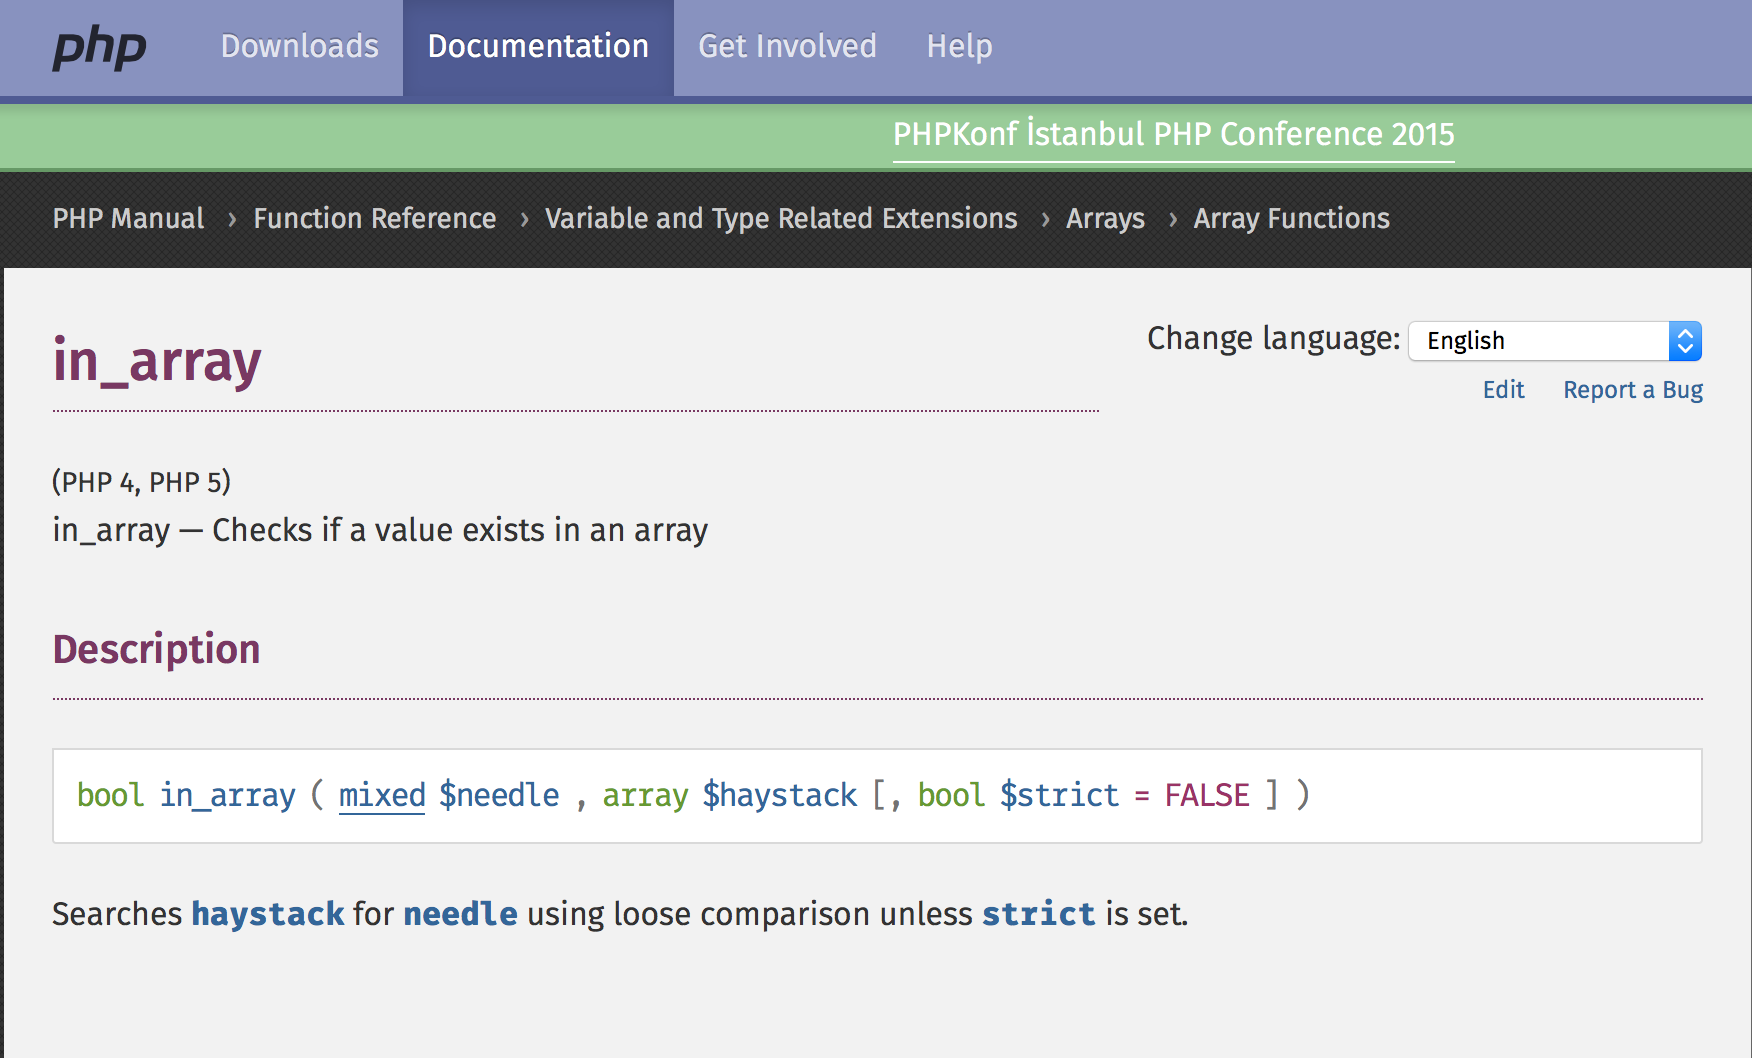 php Downloads Documentation Get Involved Help
PHPKonf İstanbul PHP Conference 2015
PHP Manual › Function Reference › Variable and Type Related Extensions › Arrays › Array Functions
Change language: English
Edit Report a Bug
in_array
(PHP 4, PHP 5)
in_array — Checks if a value exists in an array
Description
bool in_array ( mixed $needle , array $haystack [, bool $strict = FALSE ] )
Searches haystack for needle using loose comparison unless strict is set.